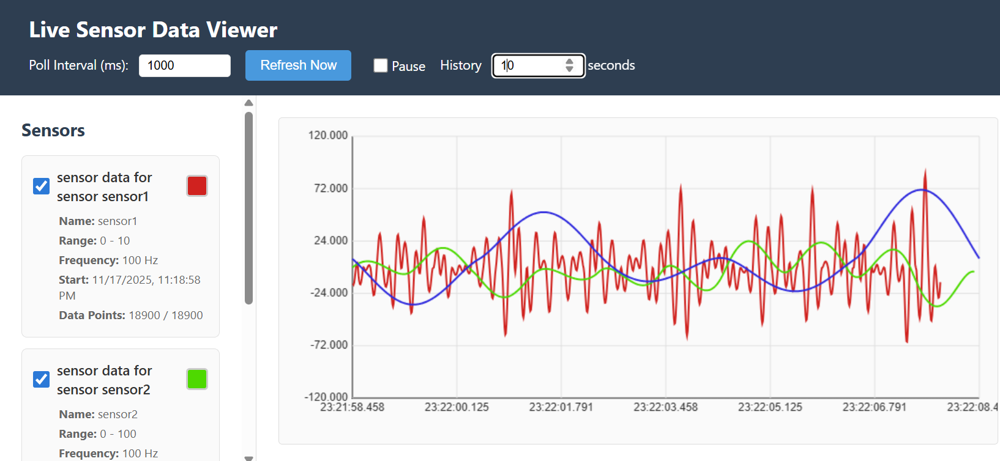 Live Sensor Data Viewer
Poll Interval (ms): 1000 Refresh Now Pause History 10 seconds
Sensors
sensor data for
sensor sensor1
Name: sensor1
Range: 0 - 10
Frequency: 100 Hz
Start: 11/17/2025, 11:18:58
PM
Data Points: 18900 / 18900
sensor data for
sensor sensor2
Name: sensor2
Range: 0 - 100
Frequency: 100 Hz
120.000
72.000
24.000
-24.000
-72.000
-120.000
23:21:58.458 23:22:00.125 23:22:01.791 23:22:03.458 23:22:05.125 23:22:06.791 23:22:08.4